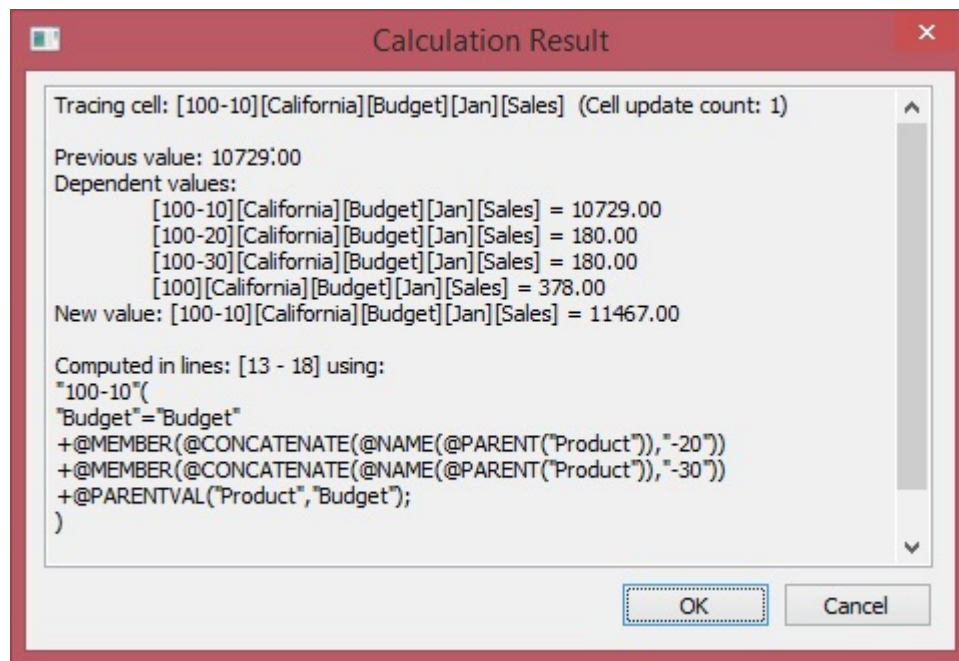 Calculation Result
Tracing cell: [100-10][California][Budget][Jan][Sales] (Cell update count: 1)
Previous value: 10729.00
Dependent values:
[100-10][California][Budget][Jan][Sales] = 10729.00
[100-20][California][Budget][Jan][Sales] = 180.00
[100-30][California][Budget][Jan][Sales] = 180.00
[100][California][Budget][Jan][Sales] = 378.00
New value: [100-10][California][Budget][Jan][Sales] = 11467.00
Computed in lines: [13 - 18] using:
"100-10"(
"Budget"="Budget"
+@MEMBER(@CONCATENATE(@NAME(@PARENT("Product")),"-20"))
+@MEMBER(@CONCATENATE(@NAME(@PARENT("Product")),"-30"))
+@PARENTVAL("Product","Budget");
)
OK Cancel